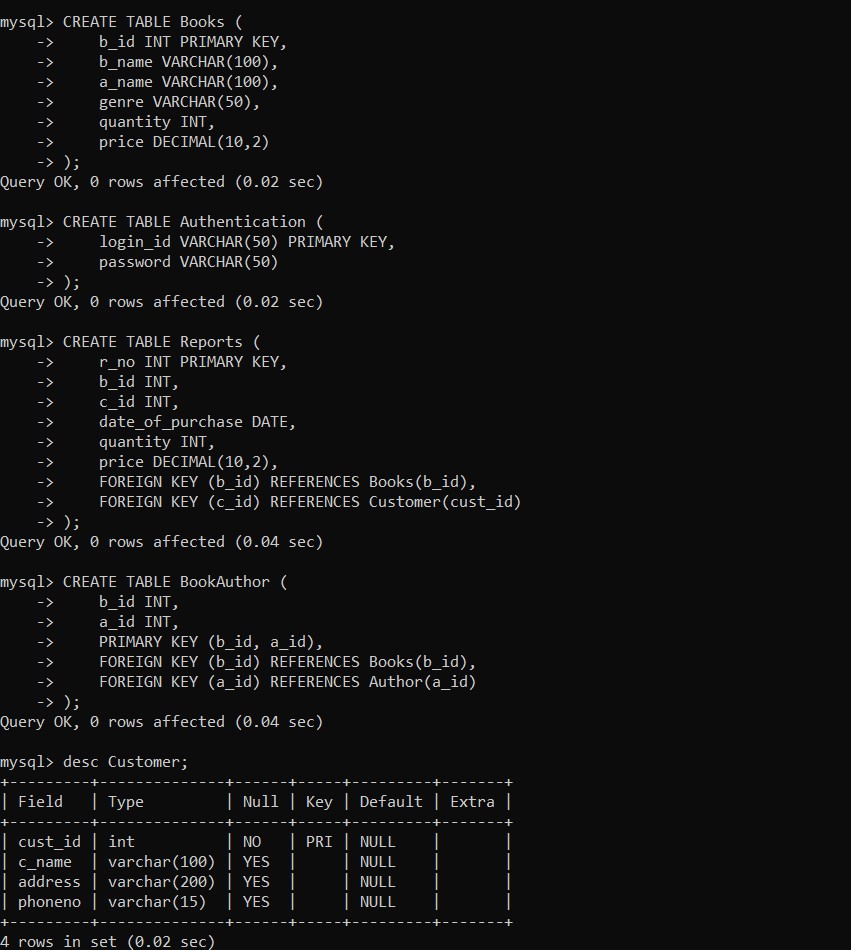 mysql> CREATE TABLE Books (
    ->     b_id INT PRIMARY KEY,
    ->     b_name VARCHAR(100),
    ->     a_name VARCHAR(100),
    ->     genre VARCHAR(50),
    ->     quantity INT,
    ->     price DECIMAL(10,2)
    -> );
Query OK, 0 rows affected (0.02 sec)

mysql> CREATE TABLE Authentication (
    ->     login_id VARCHAR(50) PRIMARY KEY,
    ->     password VARCHAR(50)
    -> );
Query OK, 0 rows affected (0.02 sec)

mysql> CREATE TABLE Reports (
    ->     r_no INT PRIMARY KEY,
    ->     b_id INT,
    ->     c_id INT,
    ->     date_of_purchase DATE,
    ->     quantity INT,
    ->     price DECIMAL(10,2),
    ->     FOREIGN KEY (b_id) REFERENCES Books(b_id),
    ->     FOREIGN KEY (c_id) REFERENCES Customer(cust_id)
    -> );
Query OK, 0 rows affected (0.04 sec)

mysql> CREATE TABLE BookAuthor (
    ->     b_id INT,
    ->     a_id INT,
    ->     PRIMARY KEY (b_id, a_id),
    ->     FOREIGN KEY (b_id) REFERENCES Books(b_id),
    ->     FOREIGN KEY (a_id) REFERENCES Author(a_id)
    -> );
Query OK, 0 rows affected (0.04 sec)

mysql> desc Customer;
+---------+--------------+------+-----+---------+-------+
| Field   | Type         | Null | Key | Default | Extra |
+---------+--------------+------+-----+---------+-------+
| cust_id | int          | NO   | PRI | NULL    |       |
| c_name  | varchar(100) | YES  |     | NULL    |       |
| address | varchar(200) | YES  |     | NULL    |       |
| phoneno | varchar(15)  | YES  |     | NULL    |       |
+---------+--------------+------+-----+---------+-------+
4 rows in set (0.02 sec)